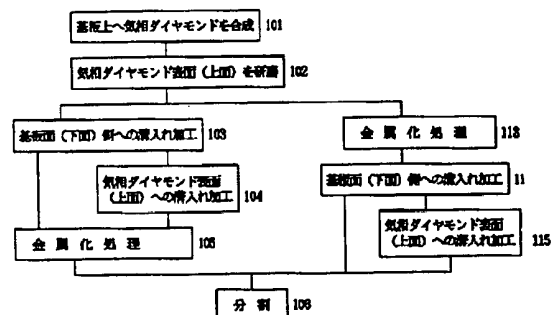 基板上へ気相ダイヤモンドを合成 101
気相ダイヤモンド表面(上面)を研磨 102
基板面(下面)側への溝入れ加工 103
金属化処理 113
気相ダイヤモンド表面
(上面)への溝入れ加工 104
基板面(下面)側への溝入れ加工 11
金属化処理 105
気相ダイヤモンド表面
(上面)への溝入れ加工 115
分割 106